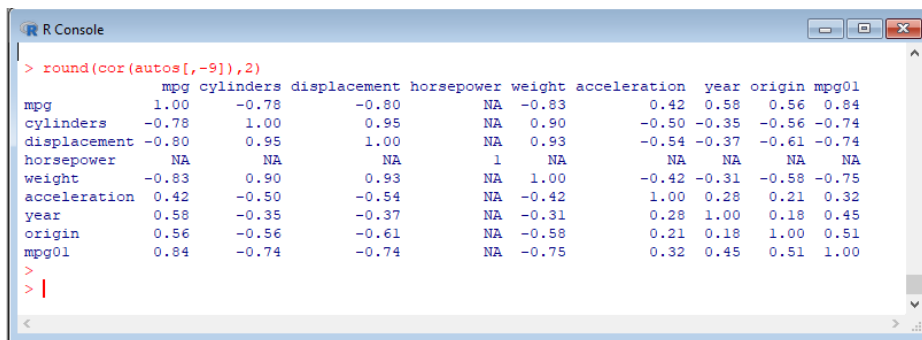 R Console
> round(cor(autos[,-9]),2)
mpg cylinders displacement horsepower weight acceleration year origin mpg01
mpg 1.00 -0.78 -0.80 NA -0.83 0.42 0.58 0.56 0.84
cylinders -0.78 1.00 0.95 NA 0.90 -0.50 -0.35 -0.56 -0.74
displacement -0.80 0.95 1.00 NA 0.93 -0.54 -0.37 -0.61 -0.74
horsepower NA NA NA 1 NA NA NA NA NA
weight -0.83 0.90 0.93 NA 1.00 -0.42 -0.31 -0.58 -0.75
acceleration 0.42 -0.50 -0.54 NA -0.42 1.00 0.28 0.21 0.32
year 0.58 -0.35 -0.37 NA -0.31 0.28 1.00 0.18 0.45
origin 0.56 -0.56 -0.61 NA -0.58 0.21 0.18 1.00 0.51
mpg01 0.84 -0.74 -0.74 NA -0.75 0.32 0.45 0.51 1.00
>
>